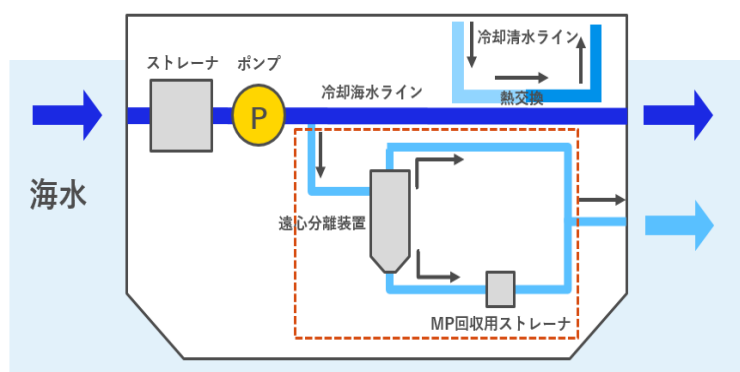 冷却清水ライン
ストレーナ
ポンプ
冷却海水ライン
熱交換
P
海水
遠心分離装置
MP回収用ストレーナ